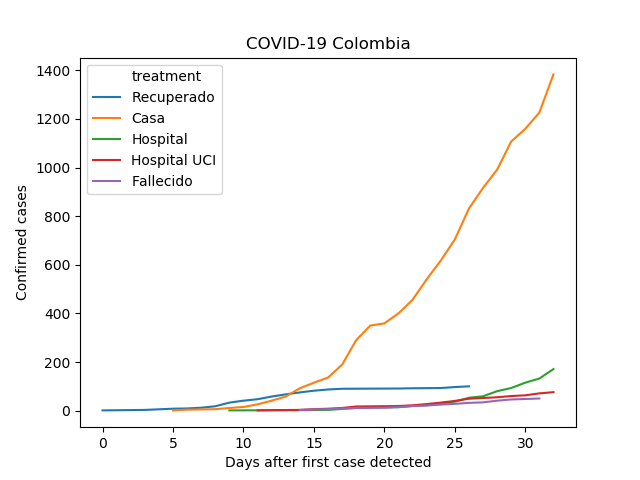 COVID-19 Colombia
treatment
Recuperado
Casa
Hospital
Hospital UCI
Fallecido
Confirmed cases
1400
1200
1000
800
600
400
200
0
0 5 10 15 20 25 30
Days after first case detected